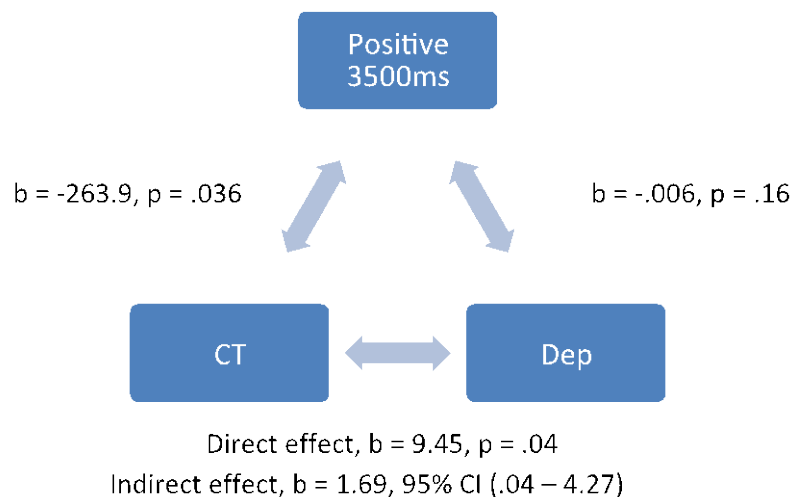 Positive
3500ms
b = -263.9, p = .036
b = -.006, p = .16
CT
Dep
Direct effect, b = 9.45, p = .04
Indirect effect, b = 1.69, 95% CI (.04 – 4.27)